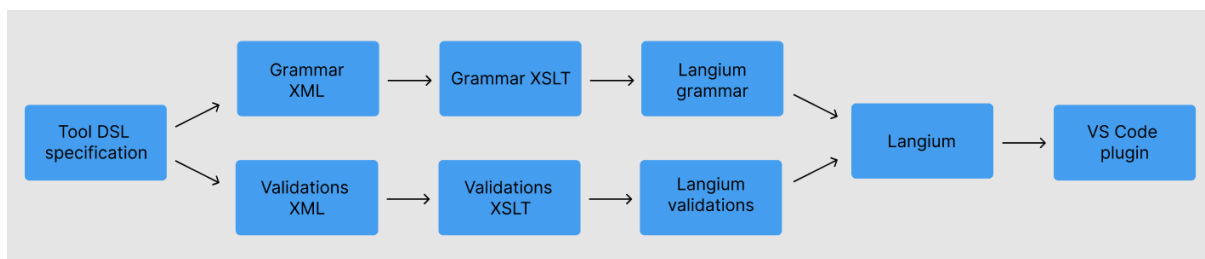 Tool DSL
specification
Grammar
XML
Grammar XSLT
Langium
grammar
Validations
XML
Validations
XSLT
Langium
validations
Langium
VS Code
plugin